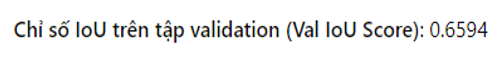 Chỉ số IoU trên tập validation (Val IoU Score): 0.6594